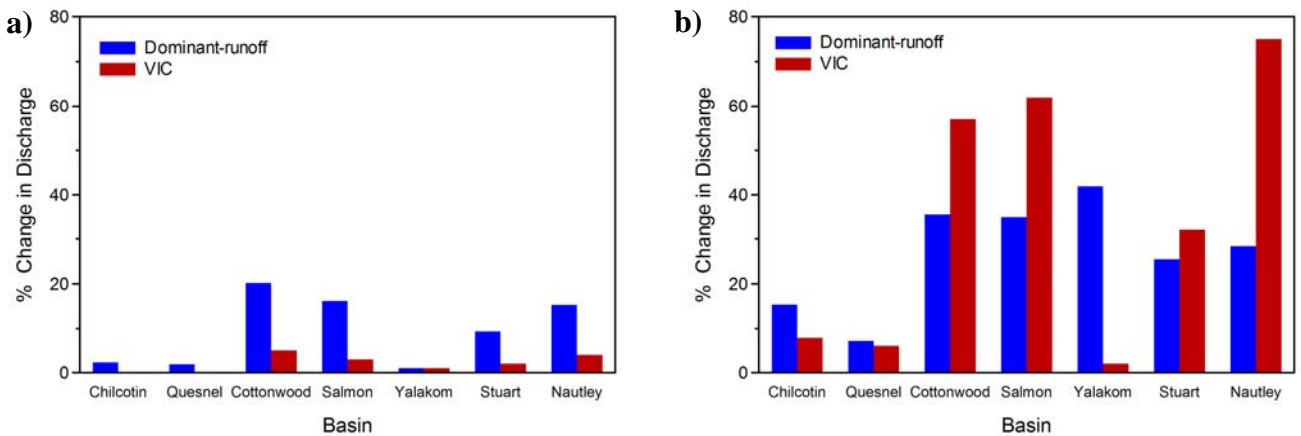 a)
80
60
40
20
0
% Change in Discharge
Dominant-runoff
VIC
Chilcotin Quesnel Cottonwood Salmon Yalakom Stuart Nautley
Basin
b)
80
60
40
20
0
% Change in Discharge
Dominant-runoff
VIC
Chilcotin Quesnel Cottonwood Salmon Yalakom Stuart Nautley
Basin